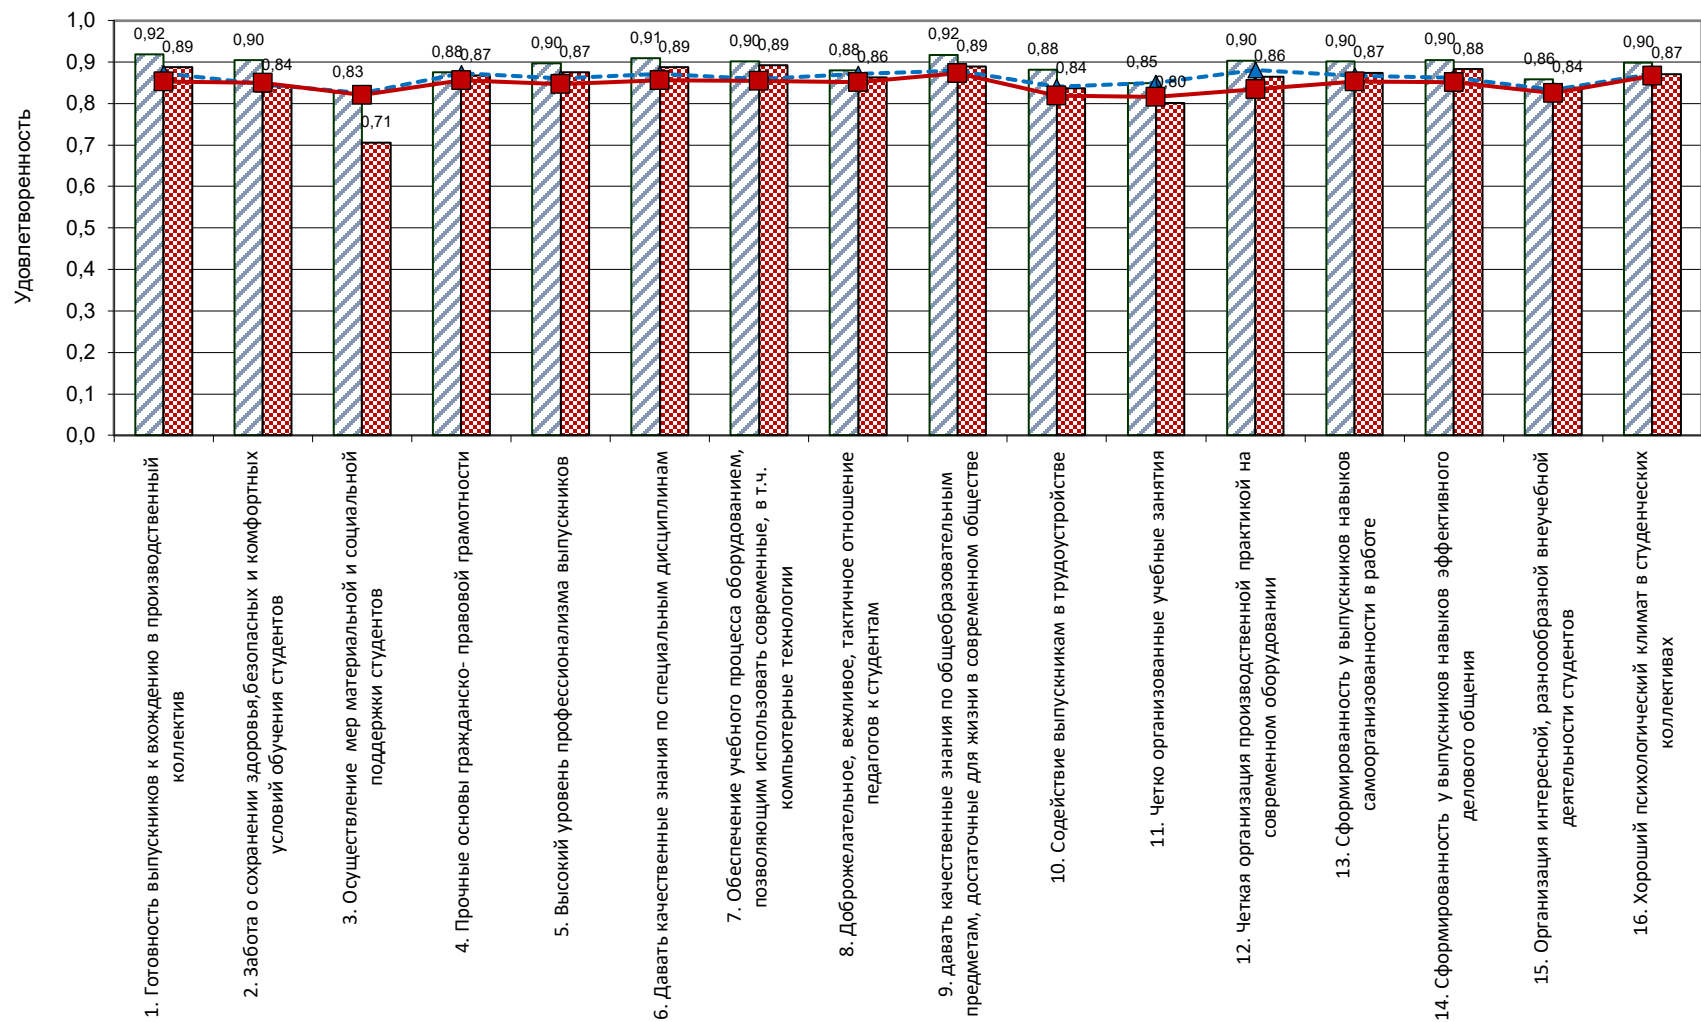 Удовлетворенность
1,0
0,9
0,8
0,7
0,6
0,5
0,4
0,3
0,2
0,1
0,0
0,92
0,89
0,90
0,84
0,83
0,71
0,88
0,87
0,90
0,87
0,91
0,89
0,90
0,89
0,88
0,86
0,92
0,89
0,88
0,84
0,85
0,80
0,90
0,86
0,90
0,87
0,90
0,88
0,86
0,84
0,90
0,87
1. Готовность выпускников к вхождению в производственный
коллектив
2. Забота о сохранении здоровья,безопасных и комфортных
условий обучения студентов
3. Осуществление мер материальной и социальной
поддержки студентов
4. Прочные основы гражданско- правовой грамотности
5. Высокий уровень профессионализма выпускников
6. Давать качественные знания по специальным дисциплинам
7. Обеспечение учебного процесса оборудованием,
позволяющим использовать современные, в т.ч.
компьютерные технологии
8. Доброжелательное, вежливое, тактичное отношение
педагогов к студентам
9. давать качественные знания по общеобразовательным
предметам, достаточные для жизни в современном обществе
10. Содействие выпускникам в трудоустройстве
11. Четко организованные учебные занятия
12. Четкая организация производственной практикой на
современном оборудовании
13. Сформированность у выпускников навыков
самоорганизованности в работе
14. Сформированность у выпускников навыков эффективного
делового общения
15. Организация интересной, разноообразной внеучебной
деятельности студентов
16. Хороший психологический климат в студенческих
коллективах